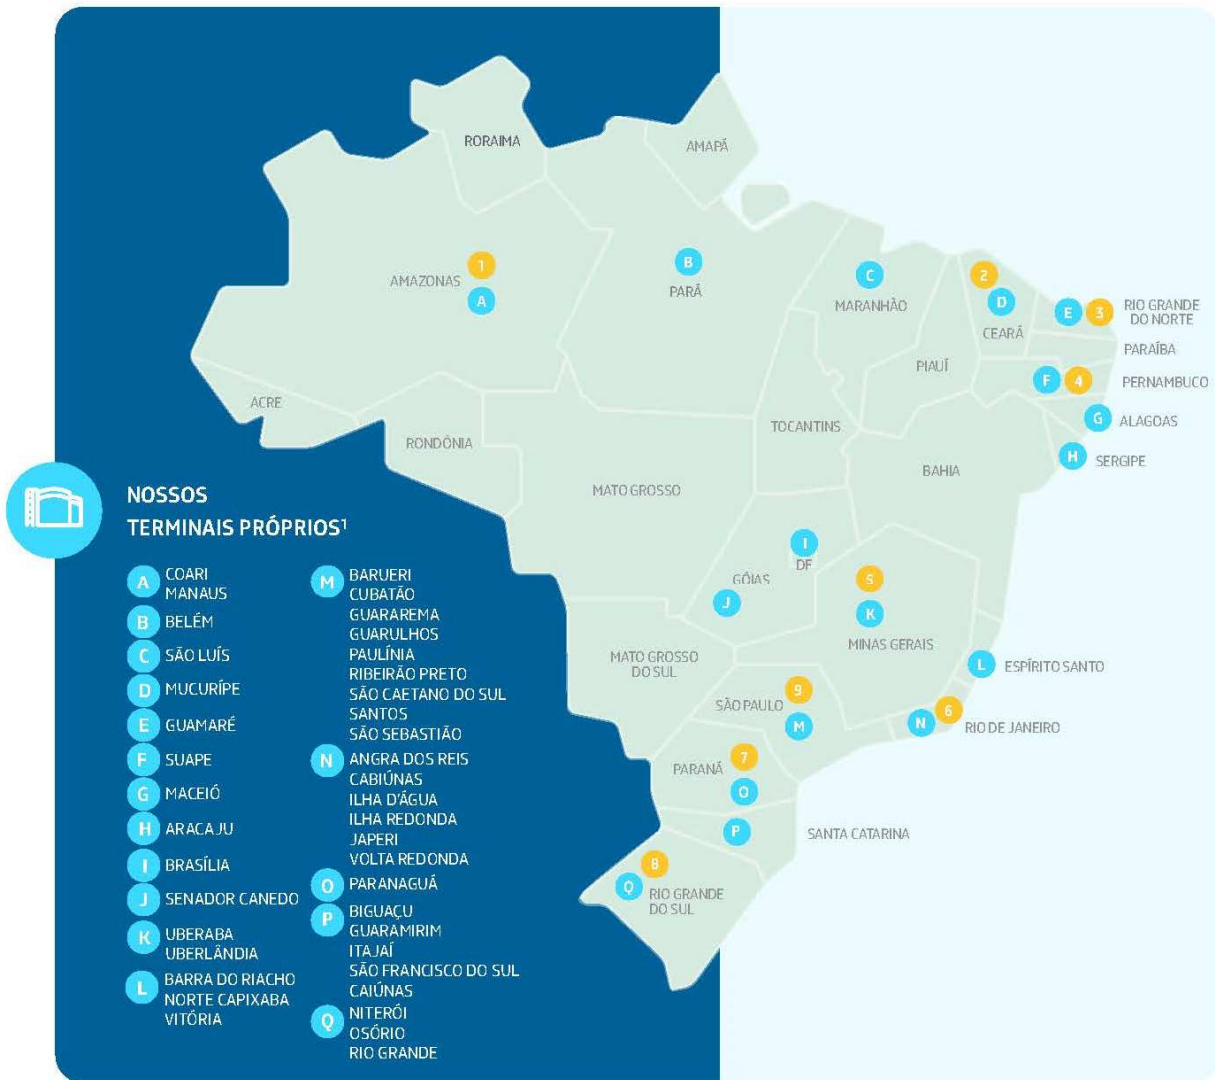 RORAIMA
AMAPÁ
AMAZONAS
1
A
B
PARÁ
C
MARANHÃO
2
D
CEARÁ
E
3
RIO GRANDE
DO NORTE
PARAÍBA
PIAUÍ
F
4
PERNAMBUCO
ACRE
G
ALAGOAS
RONDÔNIA
TOCANTINS
H
SERGIPE
BAHIA
MATO GROSSO
I
DF
GÓIAS
J
5
K
MINAS GERAIS
MATO GROSSO
DO SUL
L
ESPÍRITO SANTO
SÃO PAULO
9
M
N
6
RIO DE JANEIRO
PARANÁ
7
O
P
SANTA CATARINA
8
Q
RIO GRANDE
DO SUL
NOSSOS
TERMINAIS PRÓPRIOS¹
A COARI
MANAUS
B BELÉM
C SÃO LUÍS
D MUCURÍPE
E GUAMARÉ
F SUAPE
G MACEIÓ
H ARACAJU
I BRASÍLIA
J SENADOR CANEDO
K UBERABA
UBERLÂNDIA
L BARRA DO RIACHO
NORTE CAPIXABA
VITÓRIA
M BARUERI
CUBATÃO
GUARAREMA
GUARULHOS
PAULÍNIA
RIBEIRÃO PRETO
SÃO CAETANO DO SUL
SANTOS
SÃO SEBASTIÃO
N ANGRA DOS REIS
CABIÚNAS
ILHA D'ÁGUA
ILHA REDONDA
JAPERI
VOLTA REDONDA
O PARANAGUÁ
P BIGUAÇU
GUARAMIRIM
ITAJAÍ
SÃO FRANCISCO DO SUL
CAIÚNAS
Q NITERÓI
OSÓRIO
RIO GRANDE